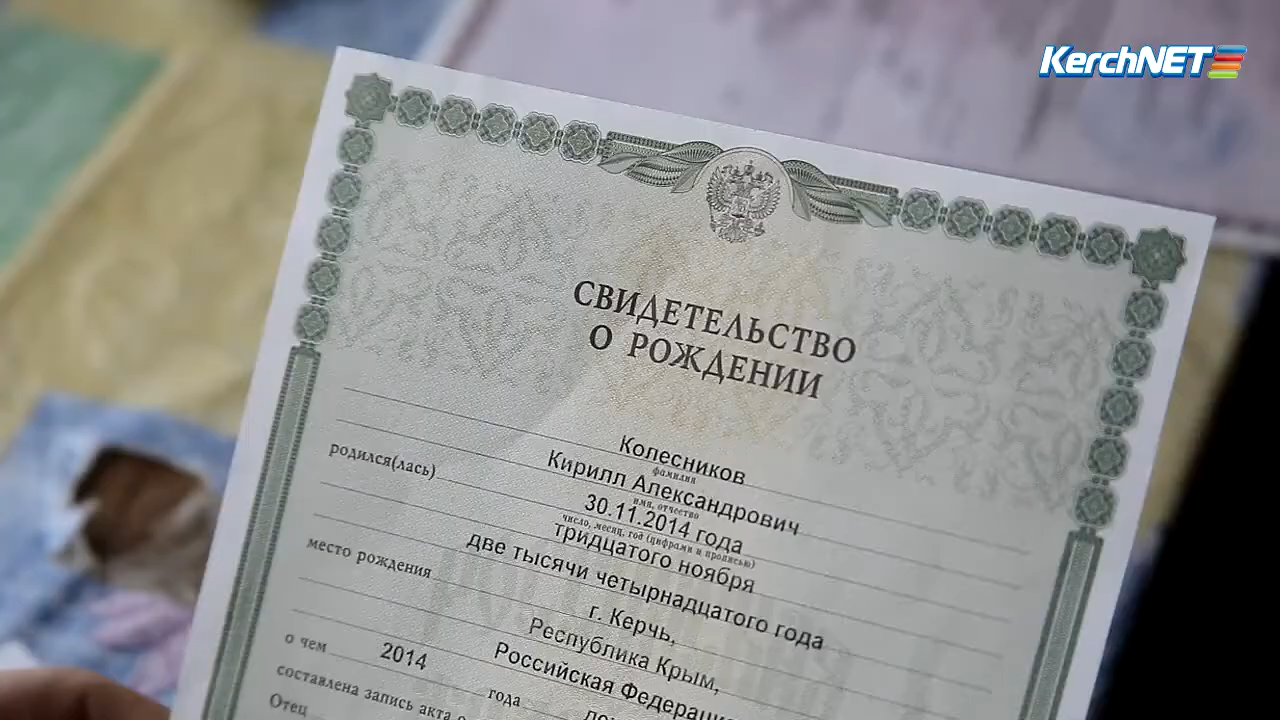 KerchNET
СВИДЕТЕЛЬСТВО
О РОЖДЕНИИ
Колесников
фамилия
Кирилл Александрович
имя, отчество
родился(лась) 30.11.2014 года
число, месяц, год (цифрами и прописью)
тридцатого ноября
две тысячи четырнадцатого года
место рождения г. Керчь,
Республика Крым,
Российская Федерация
о чем 2014 года
составлена запись акта о
Отец